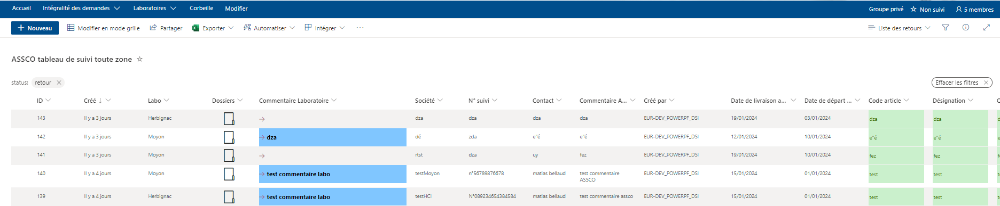 Accueil Intégralité des demandes Laboratoires Corbeille Modifier Groupe privé Non suivi 5 membres
Nouveau Modifier en mode grille Partager Exporter Automatiser Intégrer ··· Liste des retours
ASSCO tableau de suivi toute zone
status: retour Effacer les filtres
ID Créé Labo Dossiers Commentaire Laboratoire Société N° suivi Contact Commentaire A... Créé par Date de livraison a... Date de départ ... Code article Désignation
143 Il y a 3 jours Herbignac dza dza dza dza EUR-DEV_POWERPF_DSI 19/01/2024 03/01/2024 dza dza
142 Il y a 3 jours Moyon dza dé zda e"é e"é EUR-DEV_POWERPF_DSI 12/01/2024 10/01/2024 e"é e"é
141 Il y a 3 jours Moyon rtst dza uy fez EUR-DEV_POWERPF_DSI 19/01/2024 10/01/2024 fez fez
140 Il y a 4 jours Moyon test commentaire labo testMoyon n°56789876678 matias bellaud test commentaire EUR-DEV_POWERPF_DSI 15/01/2024 01/01/2024 test test
ASSCO
139 Il y a 4 jours Herbignac test commentaire labo testHCI N°089234654384584 matias bellaud test commentaire assco EUR-DEV_POWERPF_DSI 15/01/2024 01/01/2024 test test